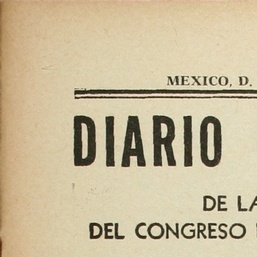 MEXICO, D.
DIARIO
DE LA
DEL CONGRESO